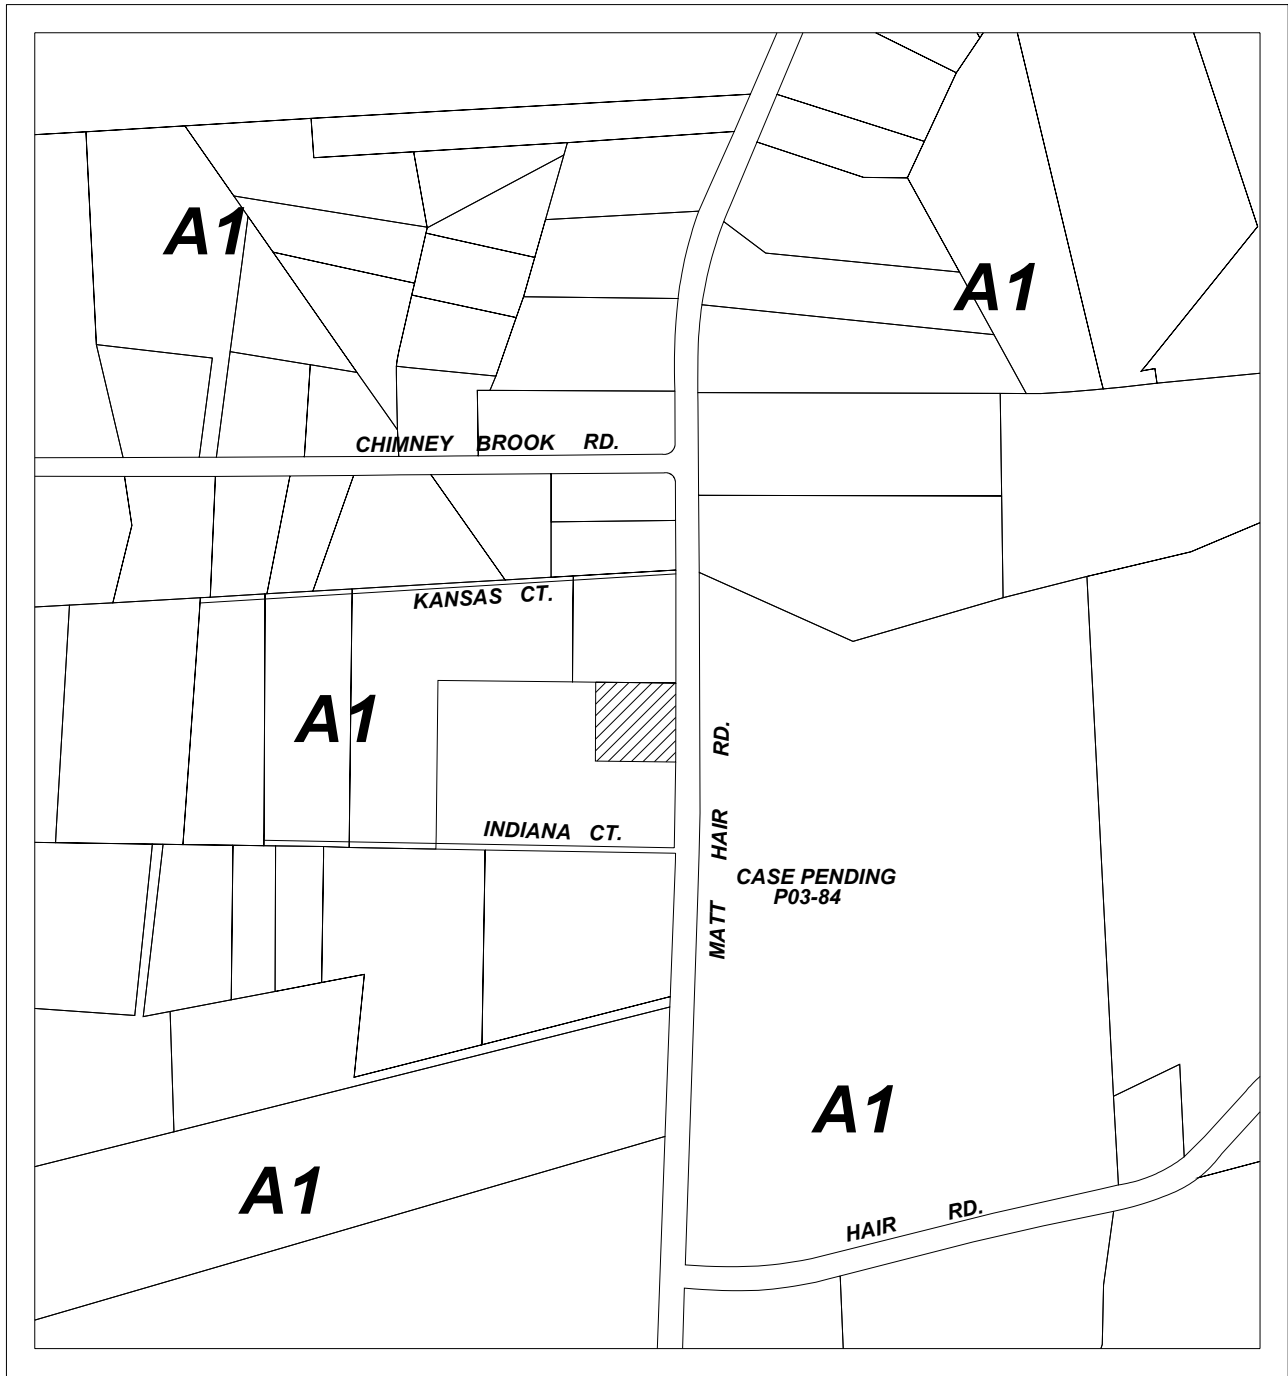 A1
A1
CHIMNEY BROOK RD.
KANSAS CT.
A1
MATT HAIR RD.
INDIANA CT.
CASE PENDING
P03-84
A1
A1
HAIR RD.